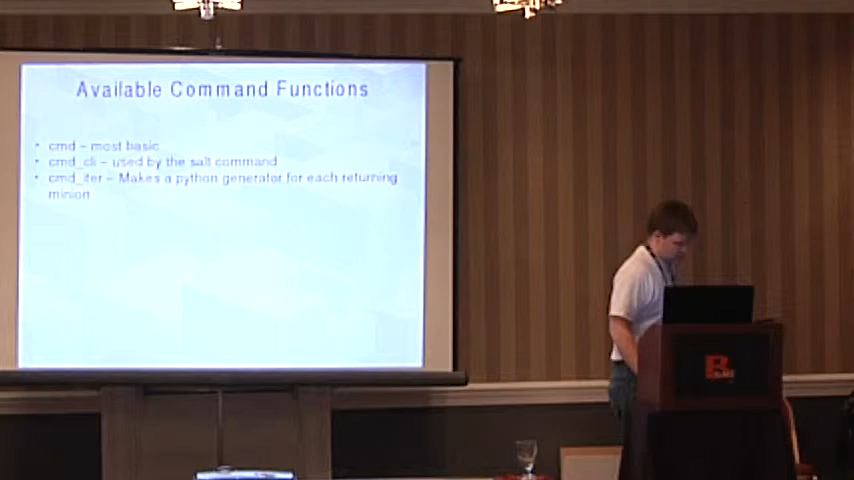 Available Command Functions
• cmd – most basic
• cmd_cli – used by the salt command
• cmd_iter – Makes a python generator for each returning
minion